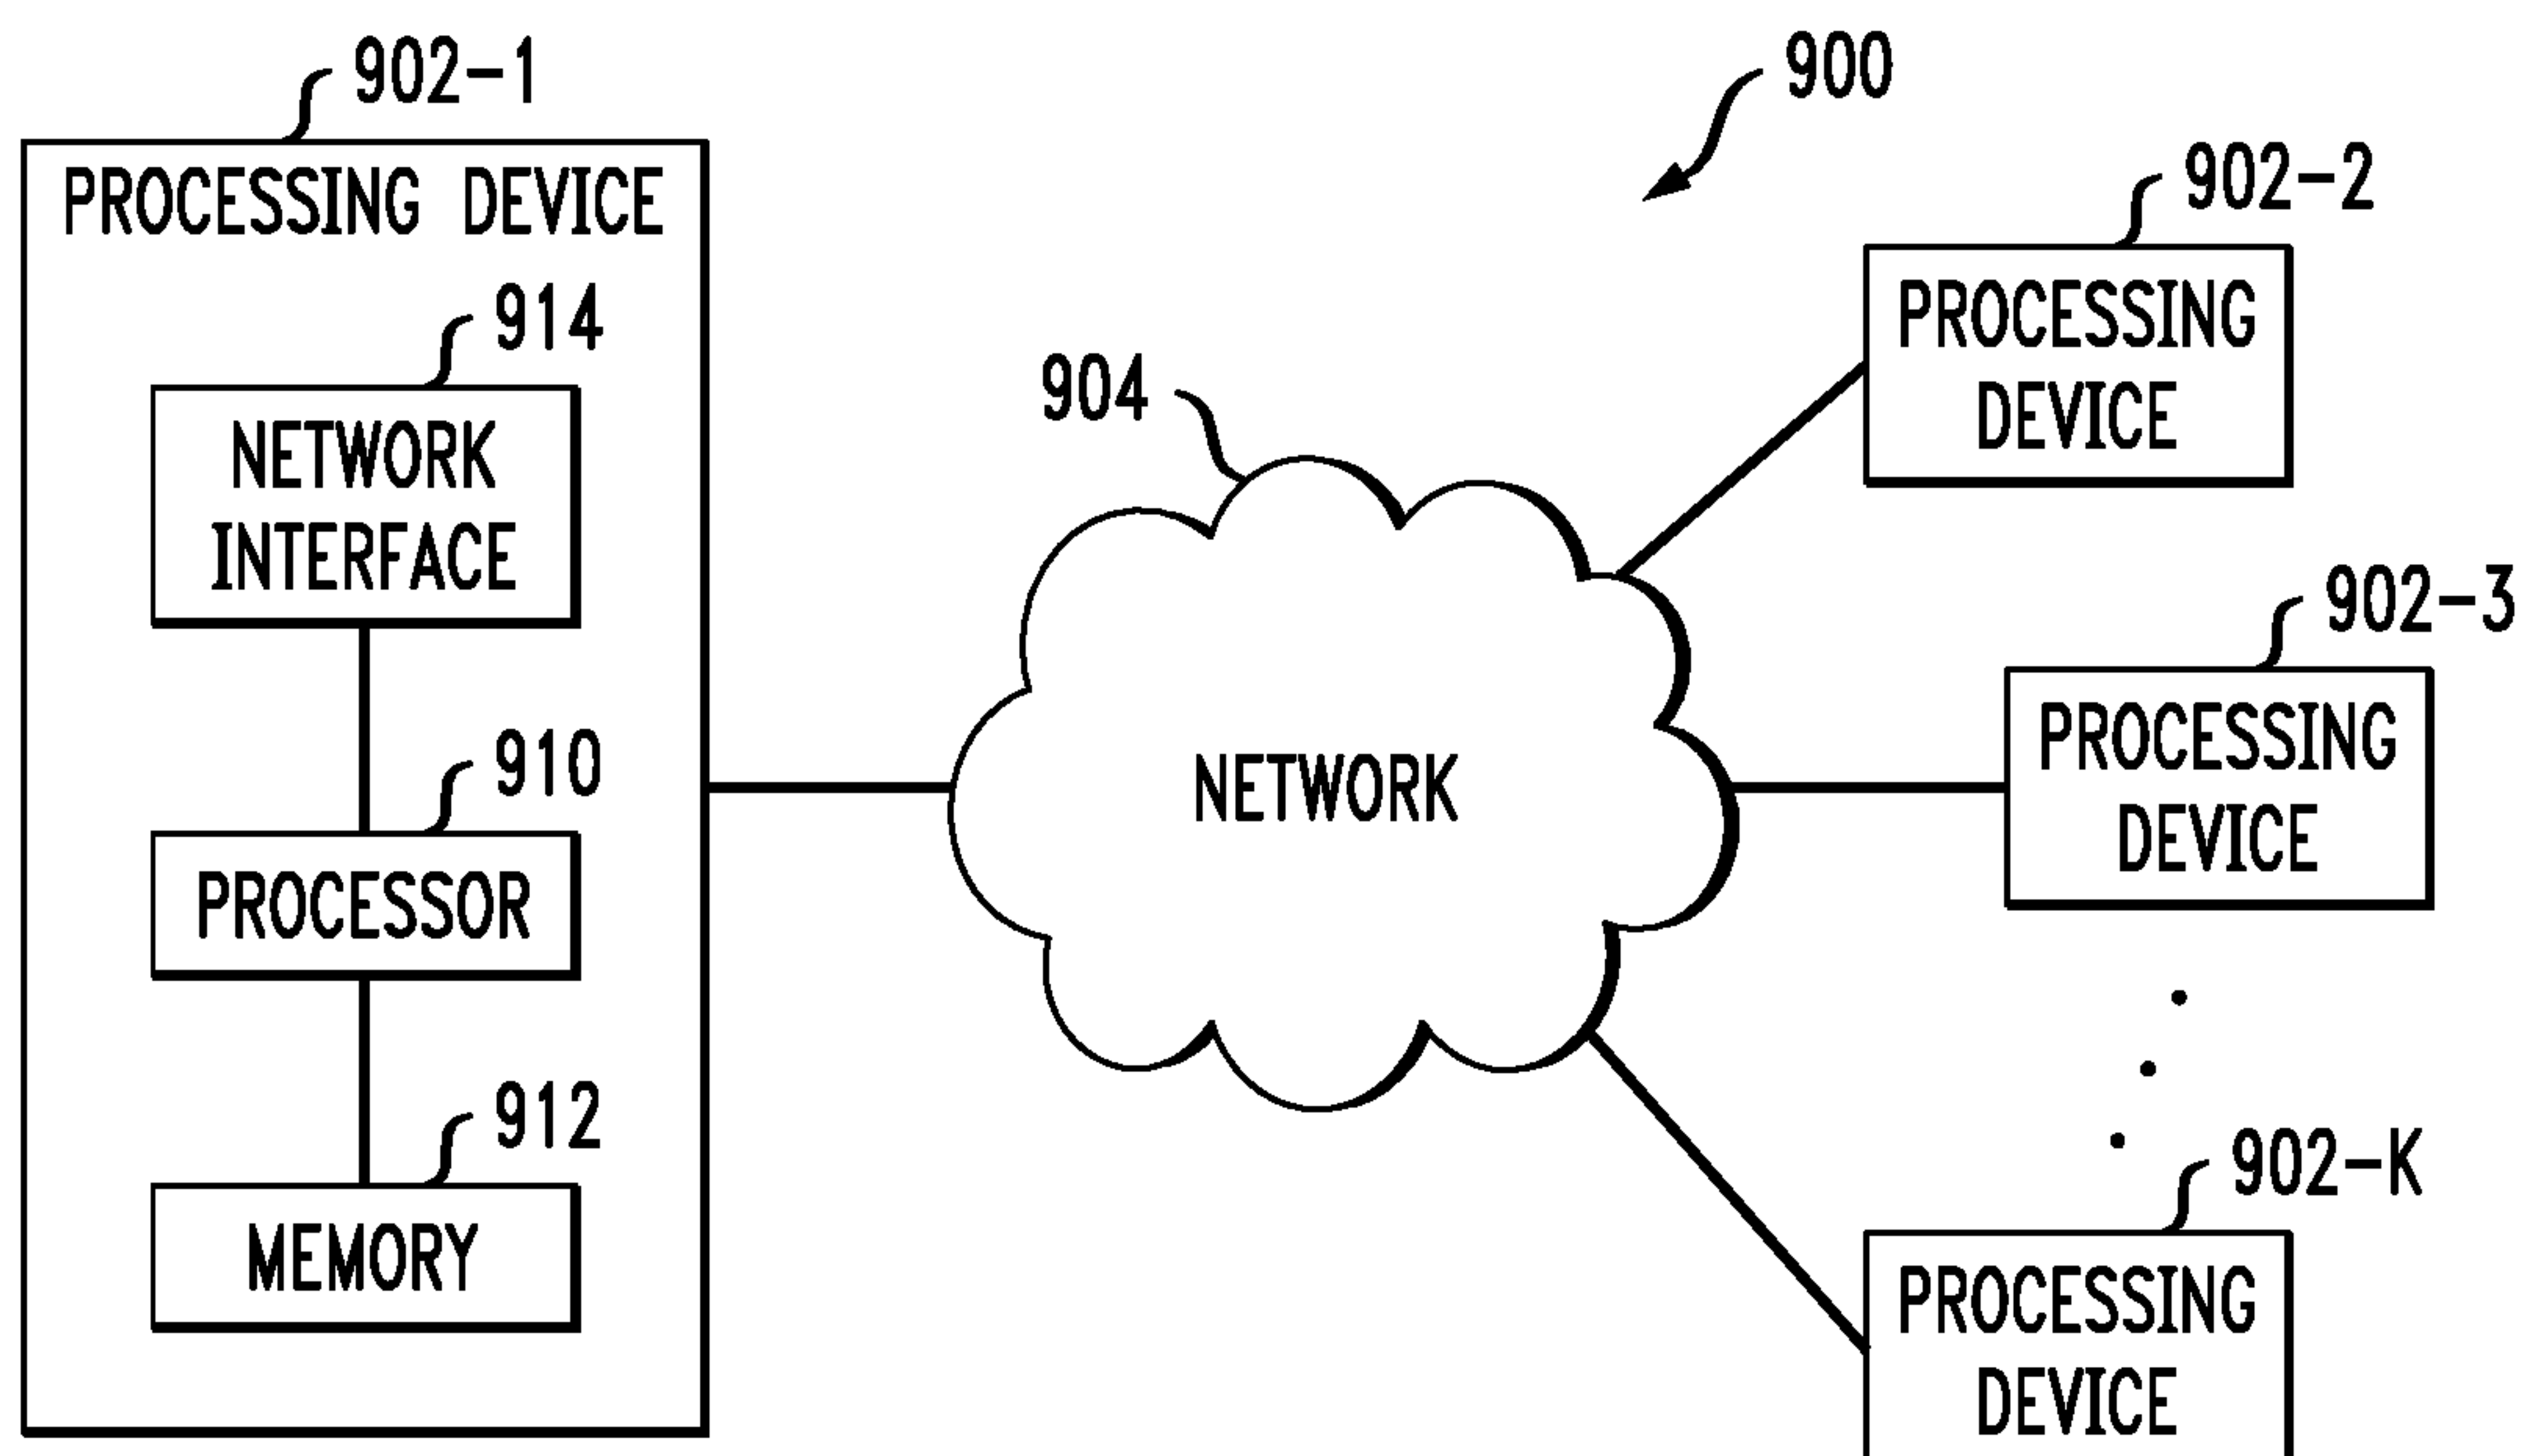 902-1
PROCESSING DEVICE
914
NETWORK
INTERFACE
910
PROCESSOR
912
MEMORY
904
NETWORK
900
902-2
PROCESSING
DEVICE
902-3
PROCESSING
DEVICE
902-K
PROCESSING
DEVICE